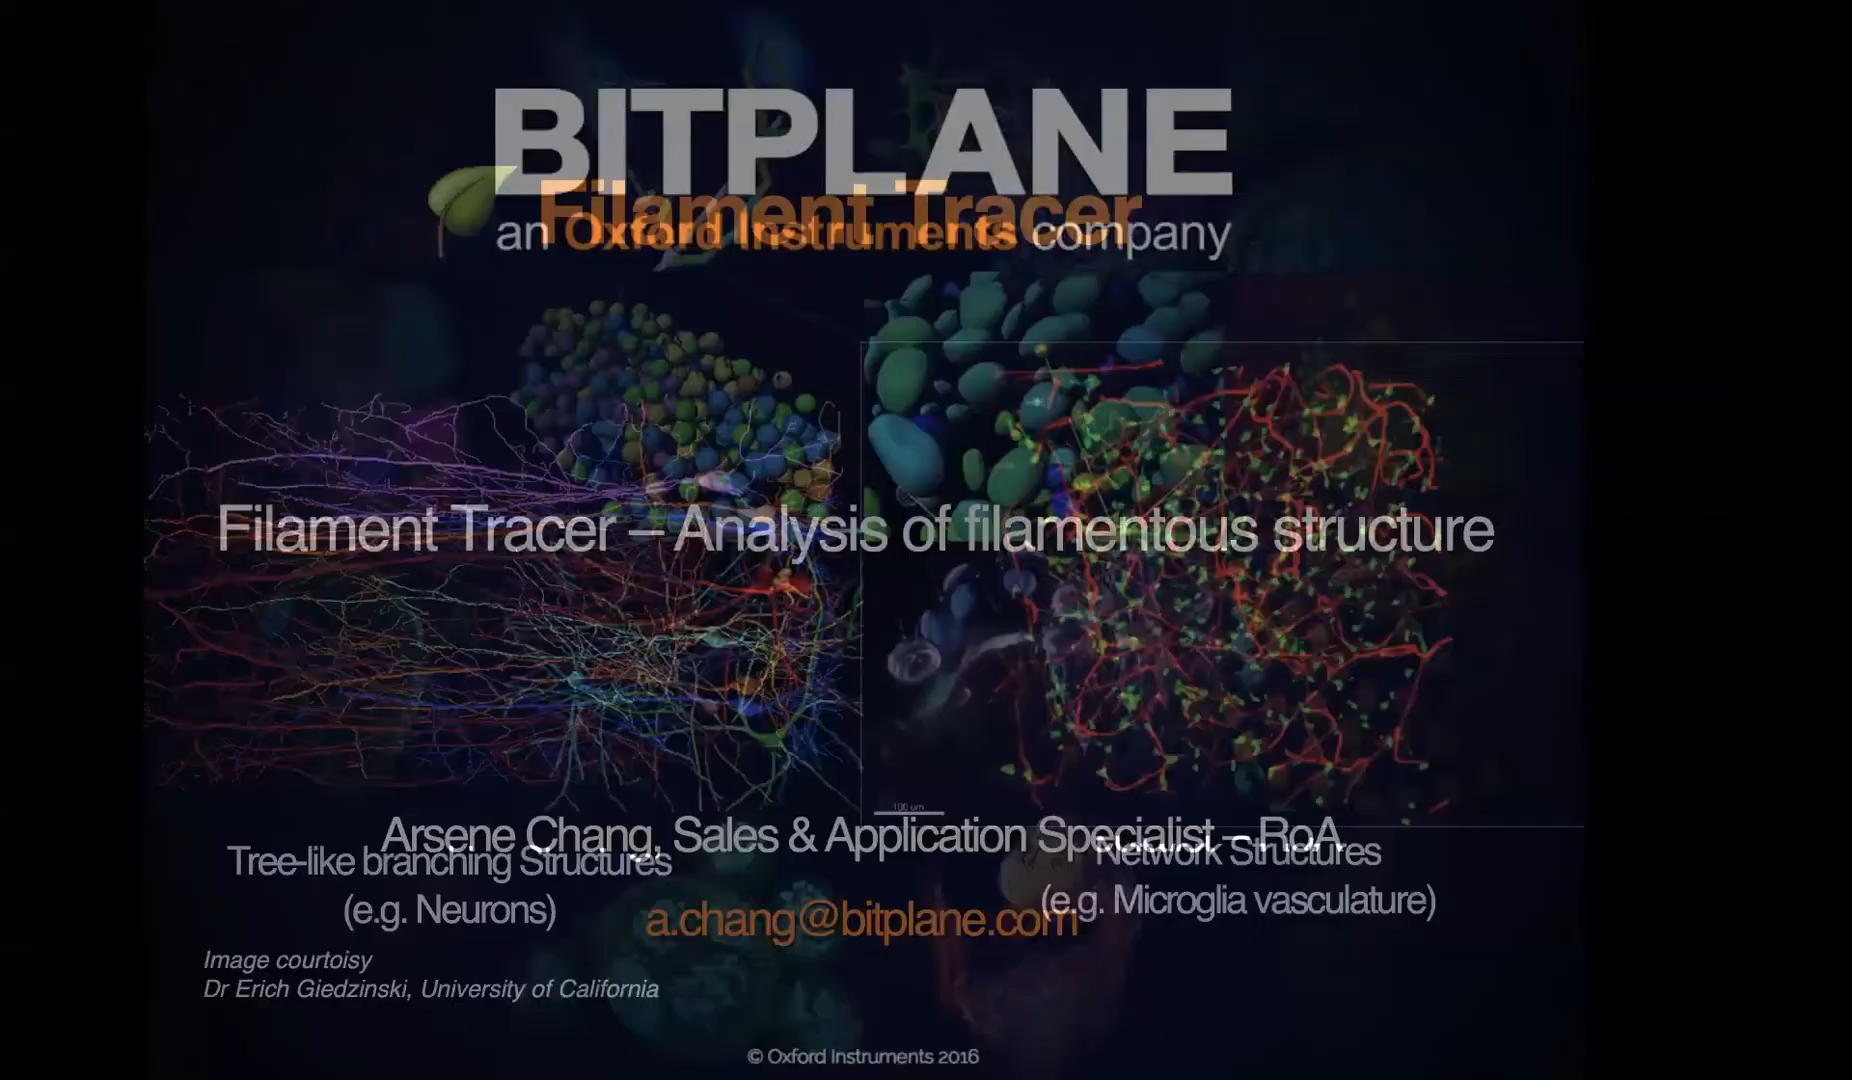 BITPLANE
Filament Tracer
an Oxford Instruments company
Filament Tracer – Analysis of filamentous structure
100 um
Arsene Chang, Sales & Application Specialist – RoA
Tree-like branching Structures
(e.g. Neurons)
Network Structures
(e.g. Microglia vasculature)
a.chang@bitplane.com
Image courtoisy
Dr Erich Giedzinski, University of California
© Oxford Instruments 2016